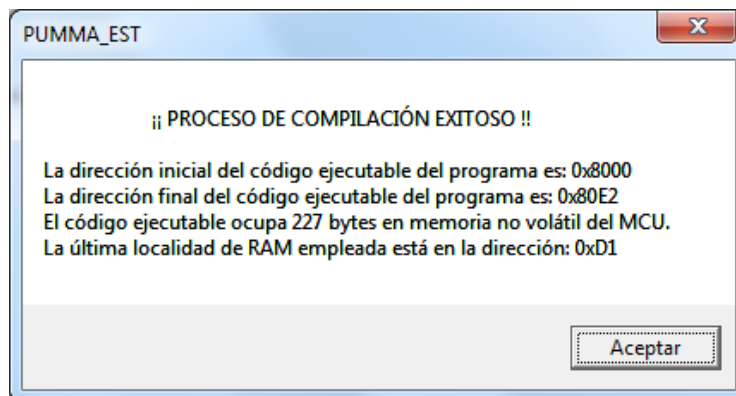 PUMMA_EST
¡¡ PROCESO DE COMPILACIÓN EXITOSO !!
La dirección inicial del código ejecutable del programa es: 0x8000
La dirección final del código ejecutable del programa es: 0x80E2
El código ejecutable ocupa 227 bytes en memoria no volátil del MCU.
La última localidad de RAM empleada está en la dirección: 0xD1
Aceptar